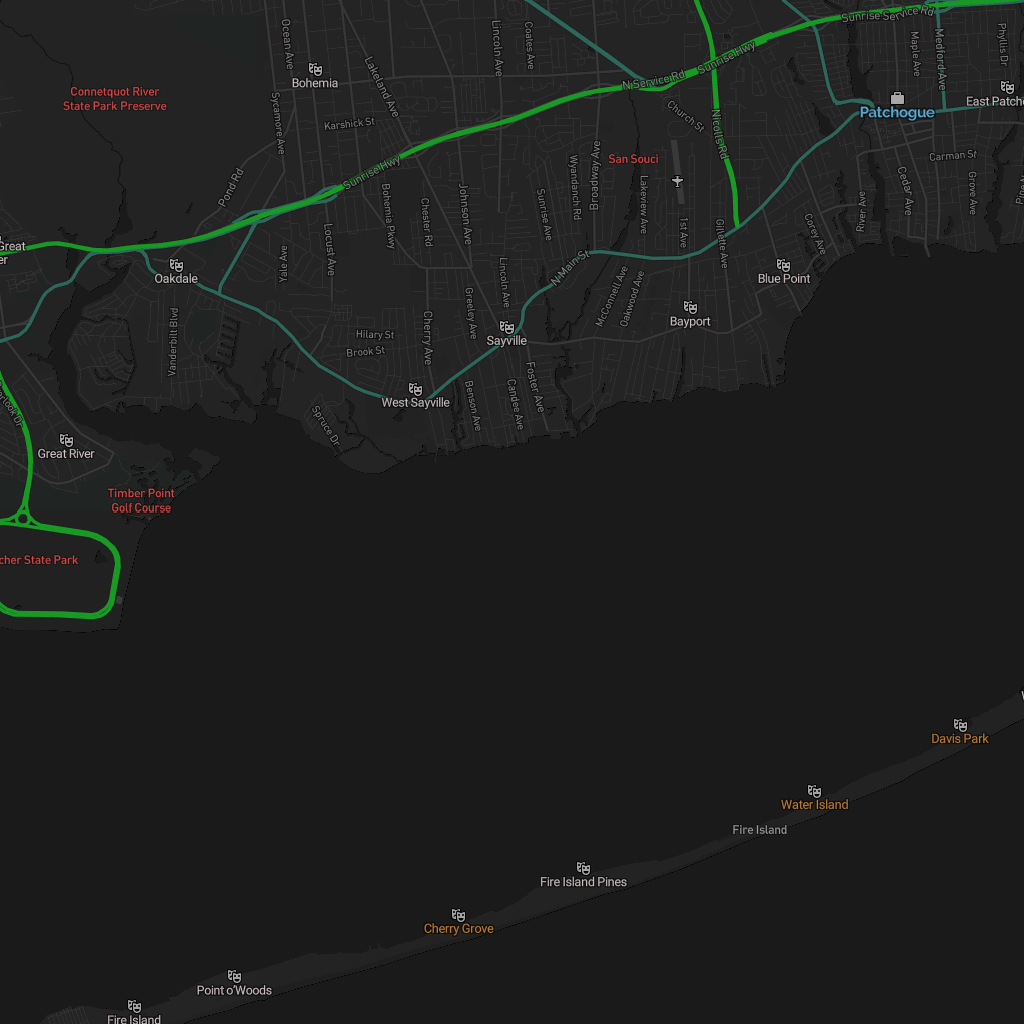 Sunrise Service Rd
Ocean-Ave
Lincoln Ave
Coates Ave
Maple Ave
Medford-Ave
Phyllis Dr
Bohemia
Lakeland Ave
N Service Rd
Sunrise Hwy
Connetquot River
State Park Preserve
Sycamore Ave
Karshick St
Church St
Nicolls Rd
Patchogue
East Patcho
San Souci
Carman St
Pond Rd
Sunrise Hwy
Bohemia Pkwy
Chester Rd
Johnson Ave
Sunrise Ave
Wyandanch Rd
Broadway Ave
Lakeview Ave
1st Ave
Gillette Ave
Corey Ave
River Ave
Cedar Ave
Grove Ave
Great
er
Oakdale
Yale Ave
Locust Ave
Lincoln Ave
N Main St
Blue Point
Vanderbilt Blvd
Hilary St
Brook St
Cherry Ave
Greeley Ave
Sayville
McConnell Ave
Oakwood Ave
Bayport
West Sayville
Benson Ave
Candee Ave
Foster Ave
Spruce Dr
Great River
Timber Point
Golf Course
cher State Park
Davis Park
Water Island
Fire Island
Fire Island Pines
Cherry Grove
Point o'Woods
Fire Island